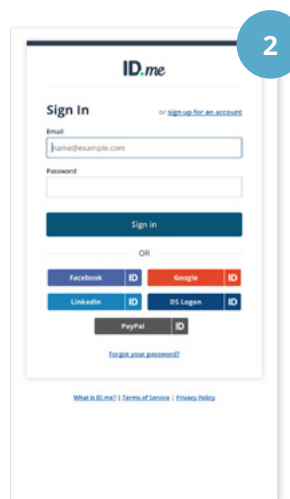 2
ID.me
Sign In or sign up for an account
Email
name@example.com
Password
Sign in
OR
Facebook ID Google ID
LinkedIn ID DS Logon ID
PayPal ID
Forgot your password?
What is ID.me? | Terms of Service | Privacy Policy